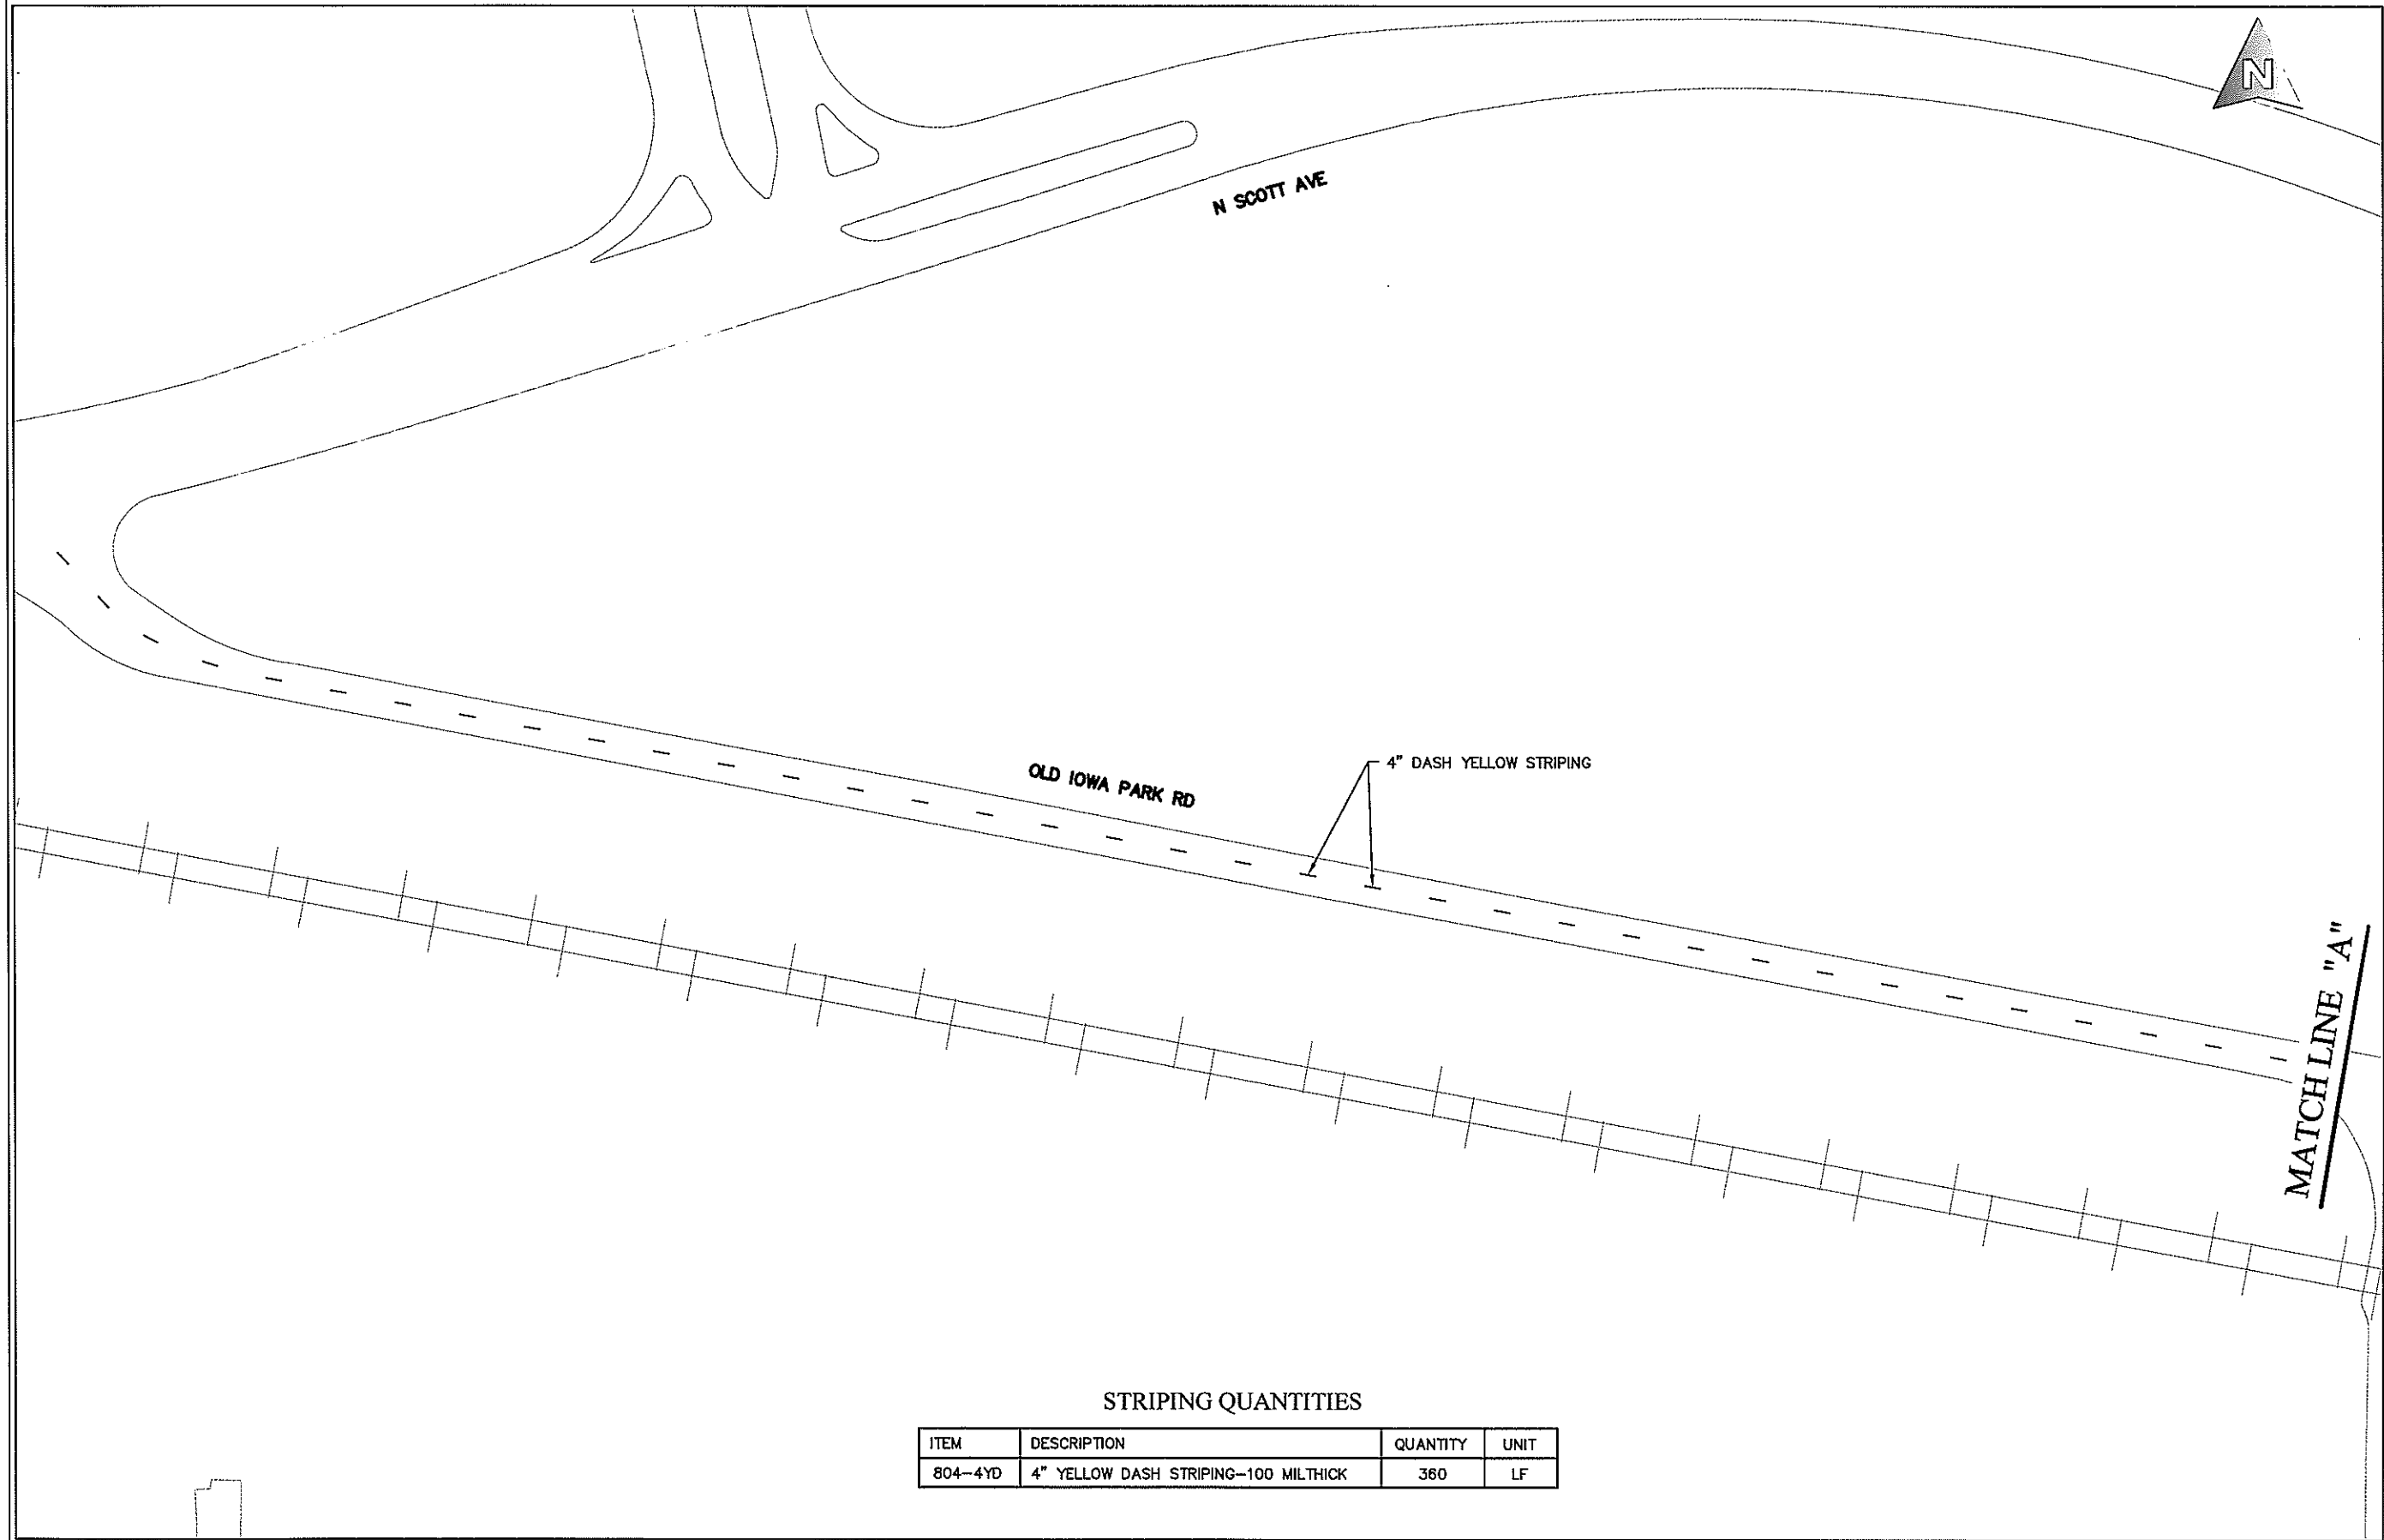 N
N SCOTT AVE
4" DASH YELLOW STRIPING
OLD IOWA PARK RD
MATCH LINE "A"
STRIPING QUANTITIES
ITEM DESCRIPTION QUANTITY UNIT
804-4YD 4" YELLOW DASH STRIPING-100 MILTHICK 360 LF